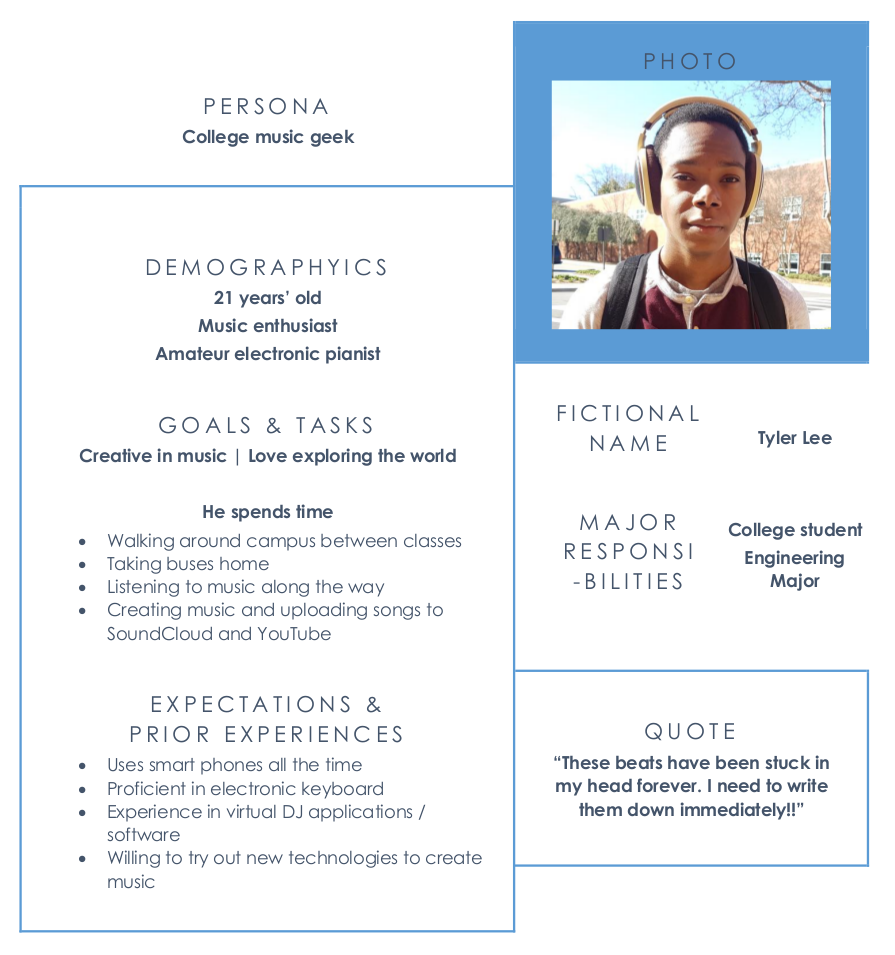 PERSONA
College music geek
DEMOGRAPHYICS
21 years’ old
Music enthusiast
Amateur electronic pianist
GOALS & TASKS
Creative in music | Love exploring the world
He spends time
• Walking around campus between classes
• Taking buses home
• Listening to music along the way
• Creating music and uploading songs to
SoundCloud and YouTube
EXPECTATIONS &
PRIOR EXPERIENCES
• Uses smart phones all the time
• Proficient in electronic keyboard
• Experience in virtual DJ applications /
software
• Willing to try out new technologies to create
music
PHOTO
FICTIONAL
NAME
Tyler Lee
MAJOR
RESPONSI
-BILITIES
College student
Engineering
Major
QUOTE
“These beats have been stuck in
my head forever. I need to write
them down immediately!!”